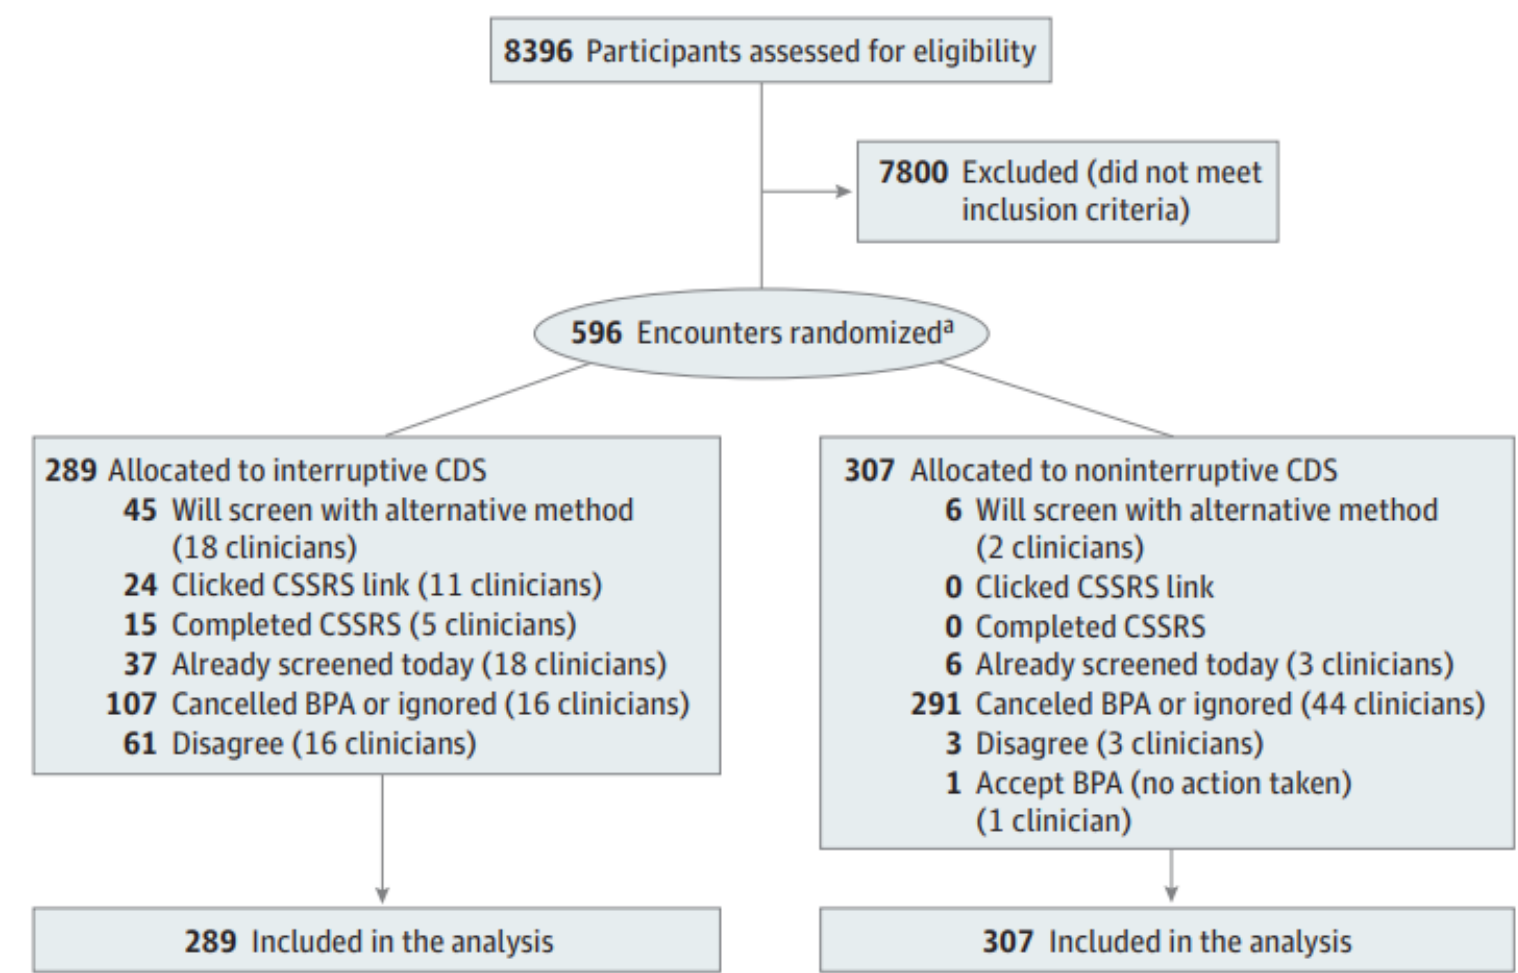 8396 Participants assessed for eligibility
7800 Excluded (did not meet
inclusion criteria)
596 Encounters randomizedᵃ
289 Allocated to interruptive CDS
45 Will screen with alternative method
(18 clinicians)
24 Clicked CSSRS link (11 clinicians)
15 Completed CSSRS (5 clinicians)
37 Already screened today (18 clinicians)
107 Cancelled BPA or ignored (16 clinicians)
61 Disagree (16 clinicians)
307 Allocated to noninterruptive CDS
6 Will screen with alternative method
(2 clinicians)
0 Clicked CSSRS link
0 Completed CSSRS
6 Already screened today (3 clinicians)
291 Canceled BPA or ignored (44 clinicians)
3 Disagree (3 clinicians)
1 Accept BPA (no action taken)
(1 clinician)
289 Included in the analysis
307 Included in the analysis